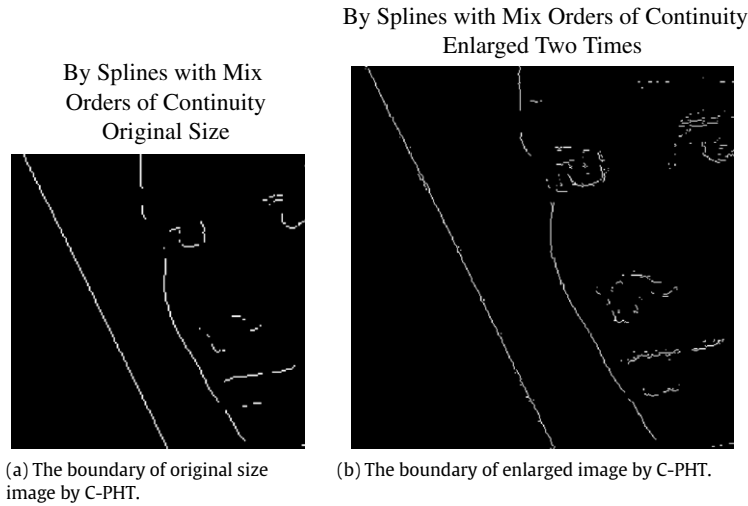 By Splines with Mix
Orders of Continuity
Original Size
(a) The boundary of original size
image by C-PHT.
By Splines with Mix Orders of Continuity
Enlarged Two Times
(b) The boundary of enlarged image by C-PHT.